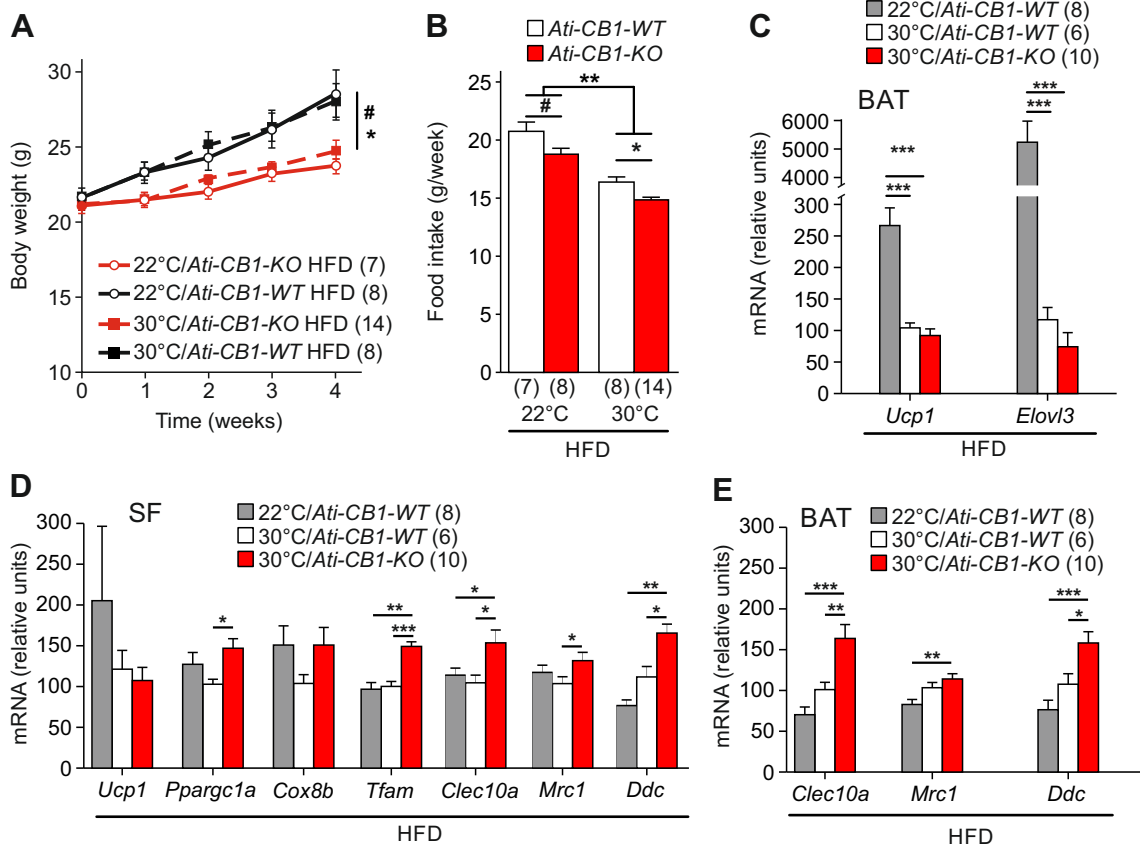 A
Body weight (g)
30
25
20
15
10
0 1 2 3 4
Time (weeks)
#
*
22°C/Ati-CB1-KO HFD (7)
22°C/Ati-CB1-WT HFD (8)
30°C/Ati-CB1-KO HFD (14)
30°C/Ati-CB1-WT HFD (8)
B
Ati-CB1-WT
Ati-CB1-KO
Food intake (g/week)
25
20
15
10
5
0
**
#
*
(7) (8) (8) (14)
22°C 30°C
HFD
C
22°C/Ati-CB1-WT (8)
30°C/Ati-CB1-WT (6)
30°C/Ati-CB1-KO (10)
BAT
mRNA (relative units)
6000
5000
4000
300
250
200
150
100
50
0
***
***
***
***
Ucp1 Elovl3
HFD
D
SF
22°C/Ati-CB1-WT (8)
30°C/Ati-CB1-WT (6)
30°C/Ati-CB1-KO (10)
mRNA (relative units)
300
250
200
150
100
50
0
*
**
***
*
*
*
**
*
Ucp1 Ppargc1a Cox8b Tfam Clec10a Mrc1 Ddc
HFD
E
BAT
22°C/Ati-CB1-WT (8)
30°C/Ati-CB1-WT (6)
30°C/Ati-CB1-KO (10)
mRNA (relative units)
300
250
200
150
100
50
0
***
**
**
***
*
Clec10a Mrc1 Ddc
HFD